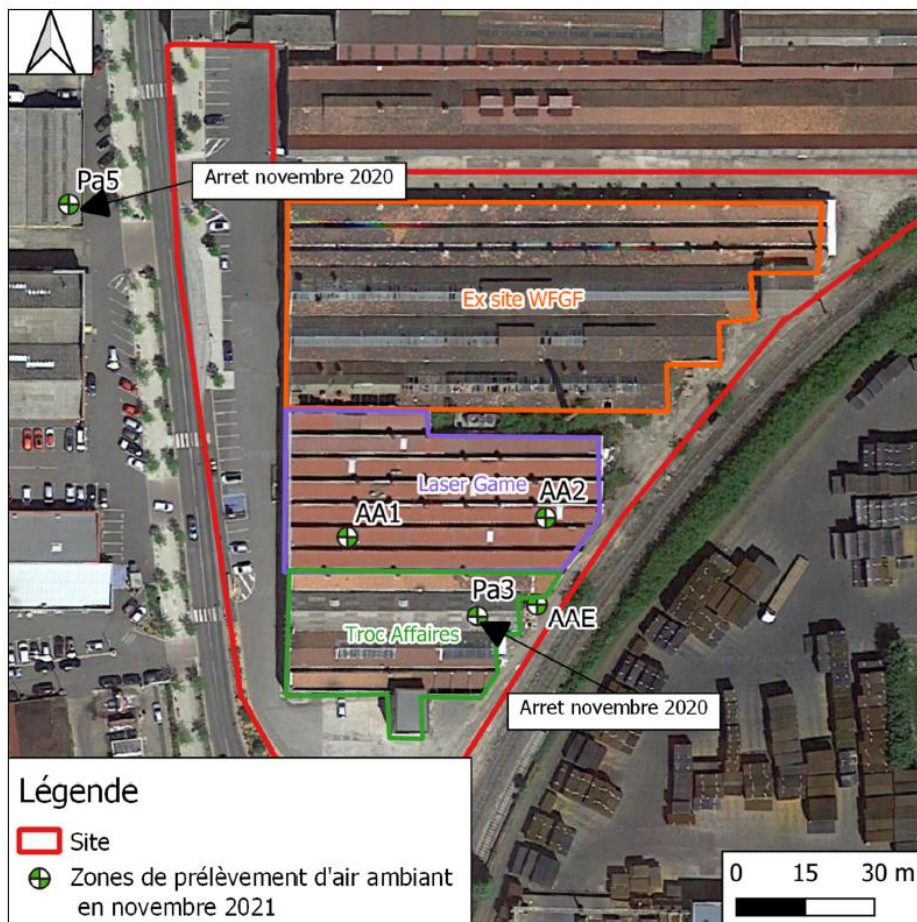 Pa5
Arret novembre 2020
Ex site WFGF
Laser Game
AA1
AA2
Pa3
AAE
Troc Affaires
Arret novembre 2020
Légende
Site
Zones de prélèvement d'air ambiant
en novembre 2021
0 15 30 m